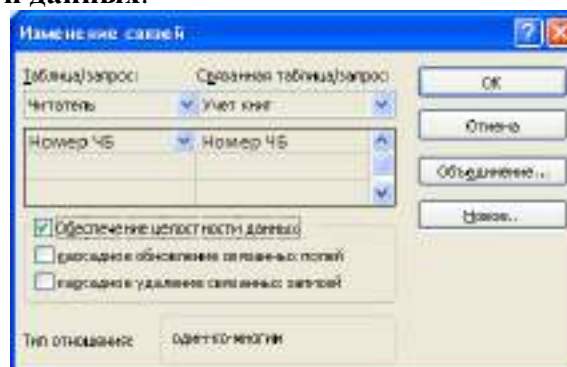 и данных.
Изменение связей
Таблица/запрос: Связанная таблица/запрос:
Читатель Учет книг
Номер ЧБ Номер ЧБ
Обеспечение целостности данных
каскадное обновление связанных полей
каскадное удаление связанных записей
Тип отношения: один-ко-многим
ОК
Отмена
Объединение...
Новое..